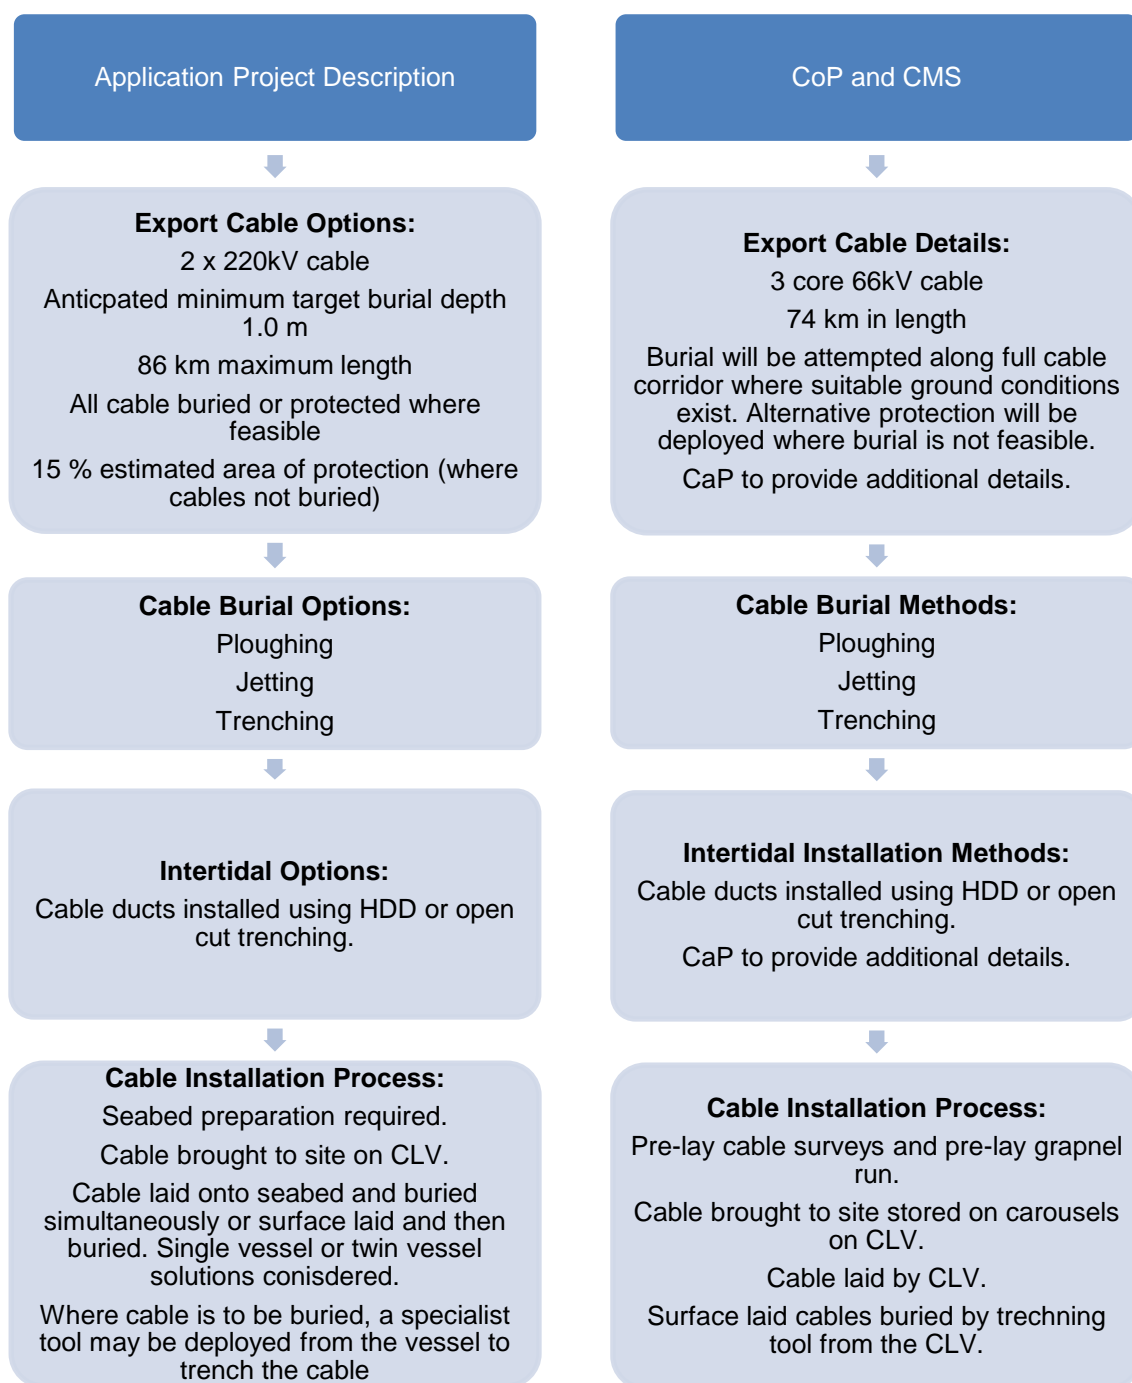 Application Project Description
Export Cable Options:
2 x 220kV cable
Anticpated minimum target burial depth
1.0 m
86 km maximum length
All cable buried or protected where
feasible
15 % estimated area of protection (where
cables not buried)
Cable Burial Options:
Ploughing
Jetting
Trenching
Intertidal Options:
Cable ducts installed using HDD or open
cut trenching.
Cable Installation Process:
Seabed preparation required.
Cable brought to site on CLV.
Cable laid onto seabed and buried
simultaneously or surface laid and then
buried. Single vessel or twin vessel
solutions conisdered.
Where cable is to be buried, a specialist
tool may be deployed from the vessel to
trench the cable
CoP and CMS
Export Cable Details:
3 core 66kV cable
74 km in length
Burial will be attempted along full cable
corridor where suitable ground conditions
exist. Alternative protection will be
deployed where burial is not feasible.
CaP to provide additional details.
Cable Burial Methods:
Ploughing
Jetting
Trenching
Intertidal Installation Methods:
Cable ducts installed using HDD or open
cut trenching.
CaP to provide additional details.
Cable Installation Process:
Pre-lay cable surveys and pre-lay grapnel
run.
Cable brought to site stored on carousels
on CLV.
Cable laid by CLV.
Surface laid cables buried by trechning
tool from the CLV.